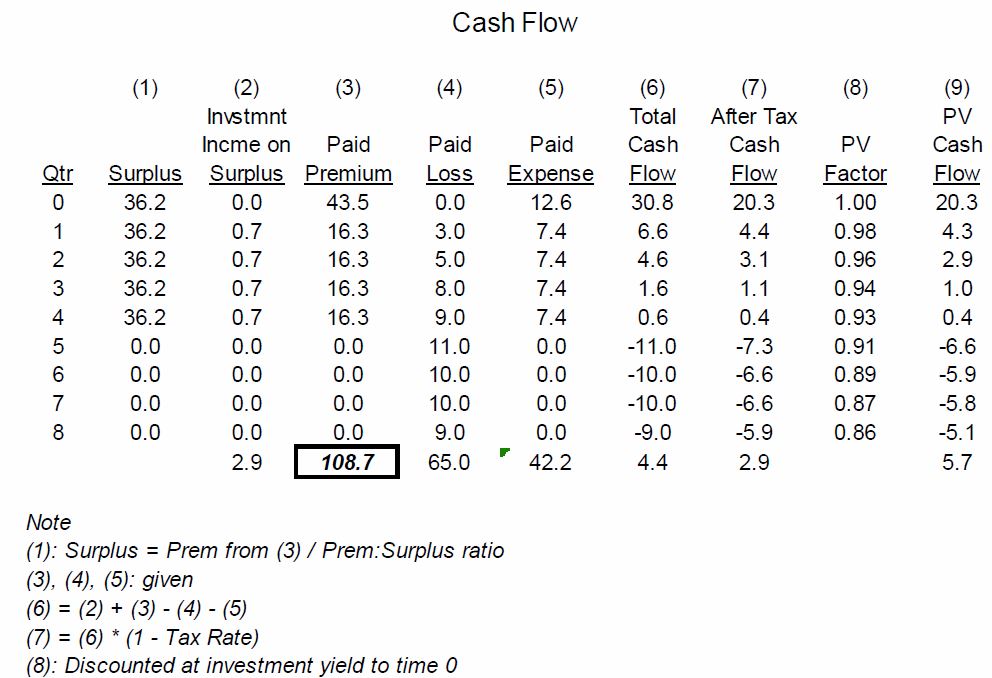 Cash Flow
(1) (2) (3) (4) (5) (6) (7) (8) (9)
Invstmnt Total After Tax PV
Incme on Paid Paid Paid Cash Cash PV Cash
Qtr Surplus Surplus Premium Loss Expense Flow Flow Factor Flow
0 36.2 0.0 43.5 0.0 12.6 30.8 20.3 1.00 20.3
1 36.2 0.7 16.3 3.0 7.4 6.6 4.4 0.98 4.3
2 36.2 0.7 16.3 5.0 7.4 4.6 3.1 0.96 2.9
3 36.2 0.7 16.3 8.0 7.4 1.6 1.1 0.94 1.0
4 36.2 0.7 16.3 9.0 7.4 0.6 0.4 0.93 0.4
5 0.0 0.0 0.0 11.0 0.0 -11.0 -7.3 0.91 -6.6
6 0.0 0.0 0.0 10.0 0.0 -10.0 -6.6 0.89 -5.9
7 0.0 0.0 0.0 10.0 0.0 -10.0 -6.6 0.87 -5.8
8 0.0 0.0 0.0 9.0 0.0 -9.0 -5.9 0.86 -5.1
2.9 108.7 65.0 42.2 4.4 2.9 5.7
Note
(1): Surplus = Prem from (3) / Prem:Surplus ratio
(3), (4), (5): given
(6) = (2) + (3) - (4) - (5)
(7) = (6) * (1 - Tax Rate)
(8): Discounted at investment yield to time 0